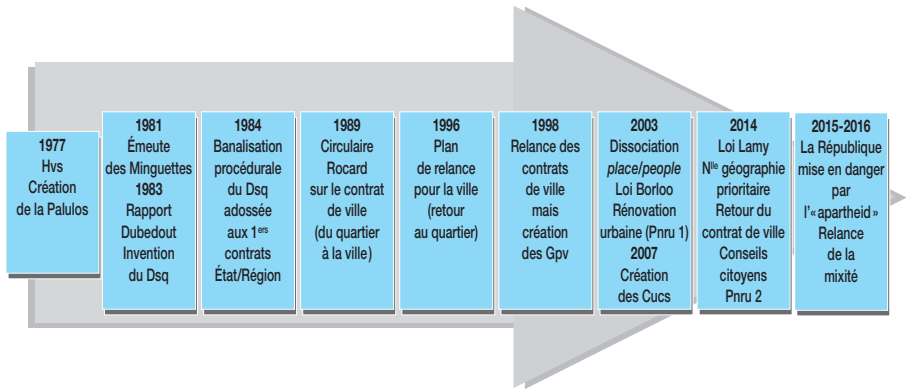 1977
Hvs
Création
de la Palulos
1981
Émeute
des Minguettes
1983
Rapport
Dubedout
Invention
du Dsq
1984
Banalisation
procédurale
du Dsq
adossée
aux 1ers
contrats
État/Région
1989
Circulaire
Rocard
sur le contrat
de ville
(du quartier
à la ville)
1996
Plan
de relance
pour la ville
(retour
au quartier)
1998
Relance des
contrats
de ville
mais
création
des Gpv
2003
Dissociation
place/people
Loi Borloo
Rénovation
urbaine (Pnru 1)
2007
Création
des Cucs
2014
Loi Lamy
Nlle géographie
prioritaire
Retour du
contrat de ville
Conseils
citoyens
Pnru 2
2015-2016
La République
mise en danger
par
l'« apartheid »
Relance
de la
mixité